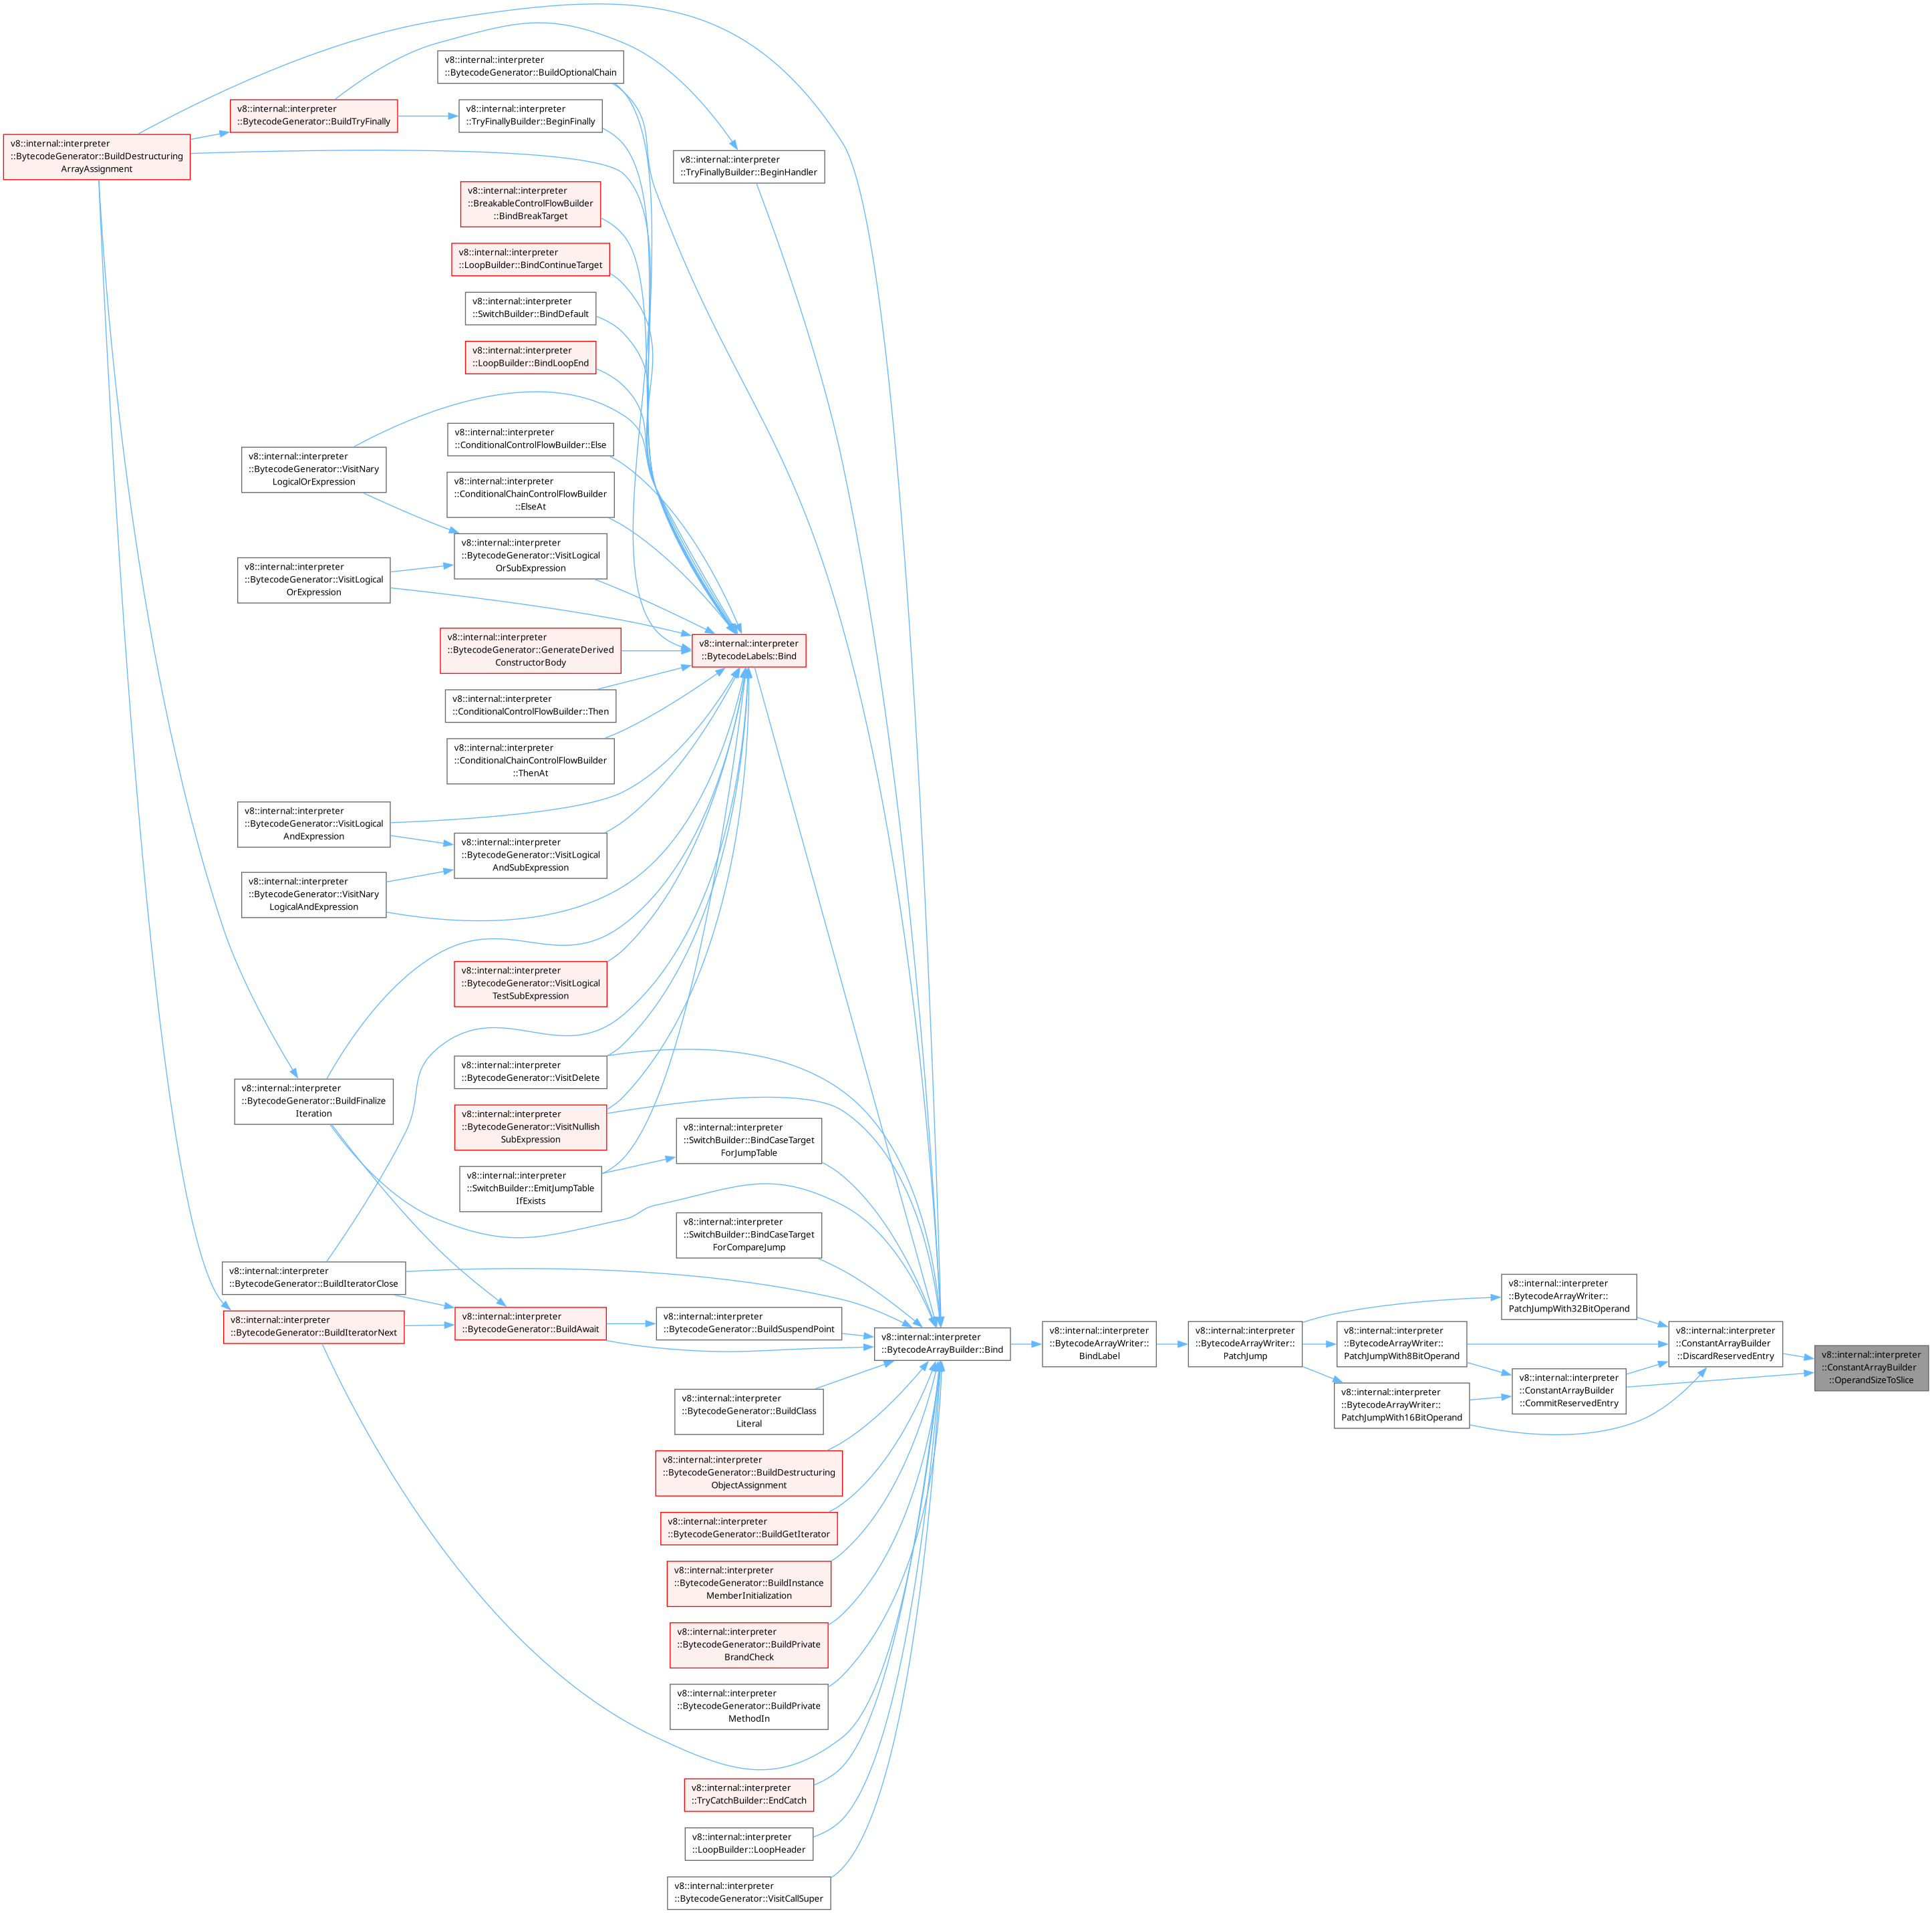 v8::internal::interpreter
::BytecodeGenerator::BuildOptionalChain
v8::internal::interpreter
::BytecodeGenerator::BuildTryFinally
v8::internal::interpreter
::TryFinallyBuilder::BeginFinally
v8::internal::interpreter
::BytecodeGenerator::BuildDestructuring
ArrayAssignment
v8::internal::interpreter
::TryFinallyBuilder::BeginHandler
v8::internal::interpreter
::BreakableControlFlowBuilder
::BindBreakTarget
v8::internal::interpreter
::LoopBuilder::BindContinueTarget
v8::internal::interpreter
::SwitchBuilder::BindDefault
v8::internal::interpreter
::LoopBuilder::BindLoopEnd
v8::internal::interpreter
::ConditionalControlFlowBuilder::Else
v8::internal::interpreter
::BytecodeGenerator::VisitNary
LogicalOrExpression
v8::internal::interpreter
::ConditionalChainControlFlowBuilder
::ElseAt
v8::internal::interpreter
::BytecodeGenerator::VisitLogical
OrSubExpression
v8::internal::interpreter
::BytecodeGenerator::VisitLogical
OrExpression
v8::internal::interpreter
::BytecodeGenerator::GenerateDerived
ConstructorBody
v8::internal::interpreter
::BytecodeLabels::Bind
v8::internal::interpreter
::ConditionalControlFlowBuilder::Then
v8::internal::interpreter
::ConditionalChainControlFlowBuilder
::ThenAt
v8::internal::interpreter
::BytecodeGenerator::VisitLogical
AndExpression
v8::internal::interpreter
::BytecodeGenerator::VisitLogical
AndSubExpression
v8::internal::interpreter
::BytecodeGenerator::VisitNary
LogicalAndExpression
v8::internal::interpreter
::BytecodeGenerator::VisitLogical
TestSubExpression
v8::internal::interpreter
::BytecodeGenerator::VisitDelete
v8::internal::interpreter
::BytecodeGenerator::BuildFinalize
Iteration
v8::internal::interpreter
::BytecodeGenerator::VisitNullish
SubExpression
v8::internal::interpreter
::SwitchBuilder::BindCaseTarget
ForJumpTable
v8::internal::interpreter
::SwitchBuilder::EmitJumpTable
IfExists
v8::internal::interpreter
::SwitchBuilder::BindCaseTarget
ForCompareJump
v8::internal::interpreter
::BytecodeGenerator::BuildIteratorClose
v8::internal::interpreter
::BytecodeGenerator::BuildIteratorNext
v8::internal::interpreter
::BytecodeGenerator::BuildAwait
v8::internal::interpreter
::BytecodeGenerator::BuildSuspendPoint
v8::internal::interpreter
::BytecodeArrayBuilder::Bind
v8::internal::interpreter
::BytecodeArrayWriter::
BindLabel
v8::internal::interpreter
::BytecodeArrayWriter::
PatchJump
v8::internal::interpreter
::BytecodeArrayWriter::
PatchJumpWith32BitOperand
v8::internal::interpreter
::BytecodeArrayWriter::
PatchJumpWith8BitOperand
v8::internal::interpreter
::ConstantArrayBuilder
::DiscardReservedEntry
v8::internal::interpreter
::ConstantArrayBuilder
::OperandSizeToSlice
v8::internal::interpreter
::ConstantArrayBuilder
::CommitReservedEntry
v8::internal::interpreter
::BytecodeArrayWriter::
PatchJumpWith16BitOperand
v8::internal::interpreter
::BytecodeGenerator::BuildClass
Literal
v8::internal::interpreter
::BytecodeGenerator::BuildDestructuring
ObjectAssignment
v8::internal::interpreter
::BytecodeGenerator::BuildGetIterator
v8::internal::interpreter
::BytecodeGenerator::BuildInstance
MemberInitialization
v8::internal::interpreter
::BytecodeGenerator::BuildPrivate
BrandCheck
v8::internal::interpreter
::BytecodeGenerator::BuildPrivate
MethodIn
v8::internal::interpreter
::TryCatchBuilder::EndCatch
v8::internal::interpreter
::LoopBuilder::LoopHeader
v8::internal::interpreter
::BytecodeGenerator::VisitCallSuper